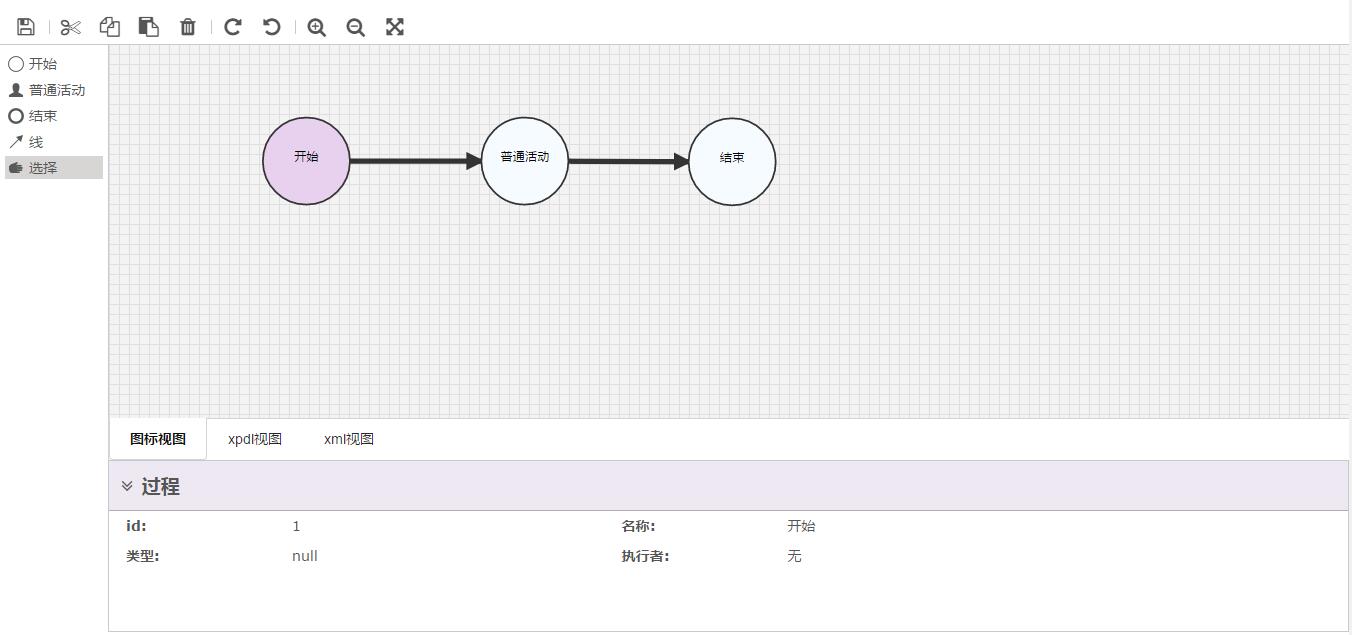 开始
普通活动
结束
线
选择
开始
普通活动
结束
图标视图
xpdl视图
xml视图
过程
id: 1 名称: 开始
类型: null 执行者: 无